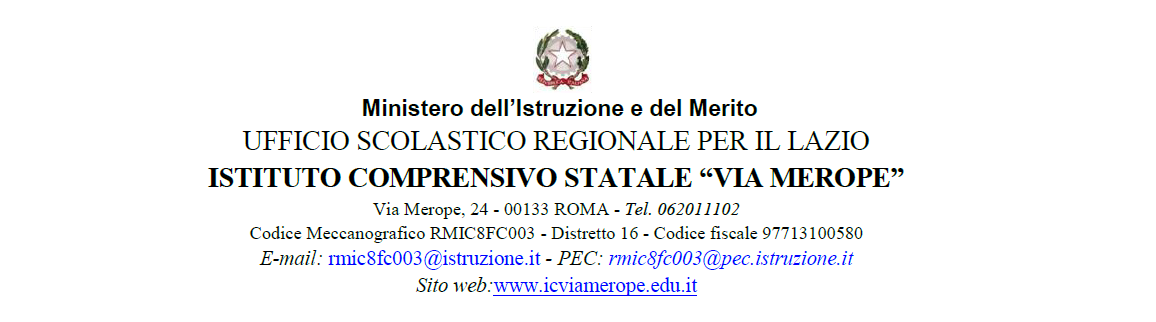 Ministero dell'Istruzione e del Merito
UFFICIO SCOLASTICO REGIONALE PER IL LAZIO
ISTITUTO COMPRENSIVO STATALE “VIA MEROPE”
Via Merope, 24 - 00133 ROMA - Tel. 062011102
Codice Meccanografico RMIC8FC003 - Distretto 16 - Codice fiscale 97713100580
E-mail: rmic8fc003@istruzione.it - PEC: rmic8fc003@pec.istruzione.it
Sito web:www.icviamerope.edu.it